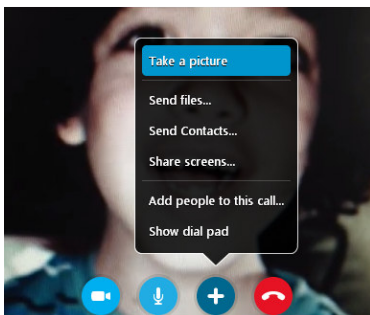 Take a picture
Send files...
Send Contacts...
Share screens...
Add people to this call...
Show dial pad